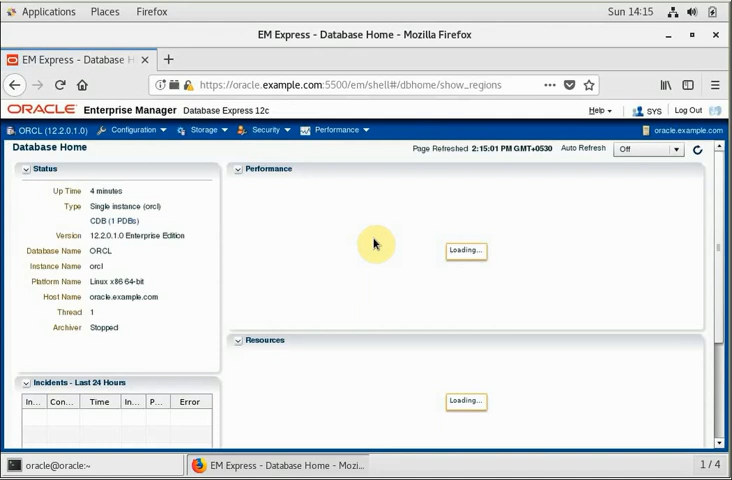 Applications Places Firefox Sun 14:15
EM Express - Database Home - Mozilla Firefox
EM Express - Database H
https://oracle.example.com:5500/em/shell#/dbhome/show_regions
ORACLE Enterprise Manager Database Express 12c Help SYS Log Out
ORCL (12.2.0.1.0) Configuration Storage Security Performance oracle.example.com
Database Home Page Refreshed 2:15:01 PM GMT+0530 Auto Refresh Off
Status
Up Time 4 minutes
Type Single instance (orcl)
CDB (1 PDBs)
Version 12.2.0.1.0 Enterprise Edition
Database Name ORCL
Instance Name orcl
Platform Name Linux x86 64-bit
Host Name oracle.example.com
Thread 1
Archiver Stopped
Performance
Loading...
Resources
Loading...
Incidents - Last 24 Hours
In... Con... Time In... P... Error
oracle@oracle:~ EM Express - Database Home - Mozi... 1 / 4